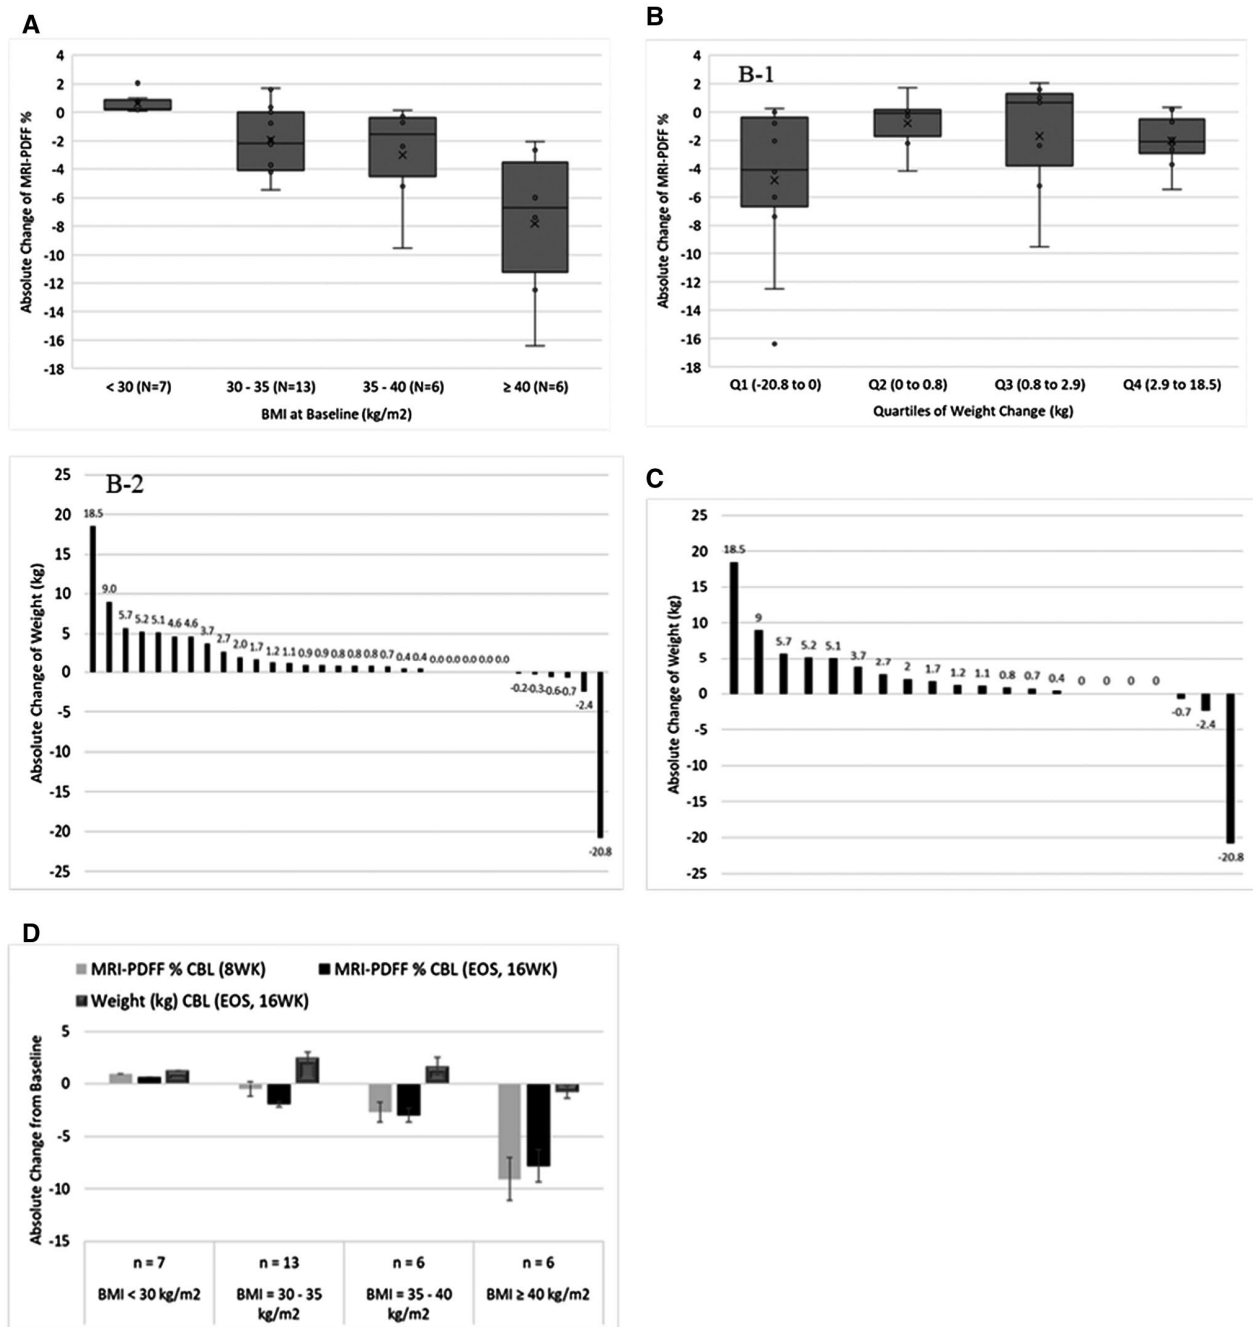 A
4
2
0
-2
-4
-6
-8
-10
-12
-14
-16
-18
Absolute Change of MRI-PDFF %
< 30 (N=7) 30 - 35 (N=13) 35 - 40 (N=6) ≥ 40 (N=6)
BMI at Baseline (kg/m2)
B
B-1
4
2
0
-2
-4
-6
-8
-10
-12
-14
-16
-18
Absolute Change of MRI-PDFF %
Q1 (-20.8 to 0) Q2 (0 to 0.8) Q3 (0.8 to 2.9) Q4 (2.9 to 18.5)
Quartiles of Weight Change (kg)
B-2
25
20
15
10
5
0
-5
-10
-15
-20
-25
Absolute Change of Weight (kg)
18.5
9.0
5.7 5.2 5.1 4.6 4.6 3.7 2.7 2.0 1.7 1.2 1.1 0.9 0.9 0.8 0.8 0.8 0.7 0.4 0.4 0.0 0.0 0.0 0.0 0.0
-0.2 -0.3 -0.6 -0.7
-2.4
-20.8
C
25
20
15
10
5
0
-5
-10
-15
-20
-25
Absolute Change of Weight (kg)
18.5
9
5.7 5.2 5.1 3.7 2.7 2 1.7 1.2 1.1 0.8 0.7 0.4 0 0 0 0
-0.7
-2.4
-20.8
D
MRI-PDFF % CBL (8WK) MRI-PDFF % CBL (EOS, 16WK)
Weight (kg) CBL (EOS, 16WK)
5
0
-5
-10
-15
Absolute Change from Baseline
n = 7 n = 13 n = 6 n = 6
BMI < 30 kg/m2 BMI = 30 - 35 BMI = 35 - 40 BMI ≥ 40 kg/m2
kg/m2) kg/m2)